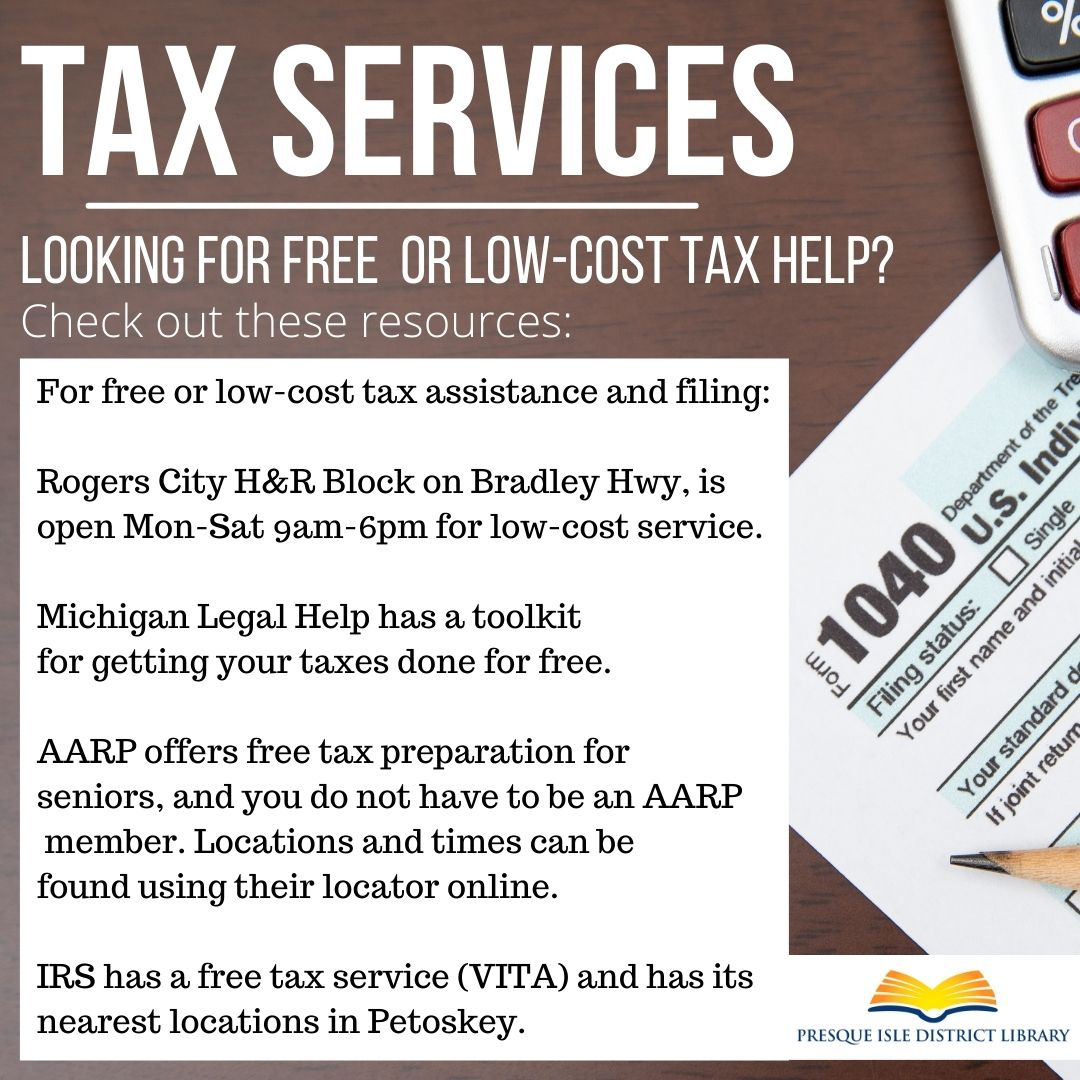 TAX SERVICES
LOOKING FOR FREE OR LOW-COST TAX HELP?
Check out these resources:
For free or low-cost tax assistance and filing:
Rogers City H&R Block on Bradley Hwy, is
open Mon-Sat 9am-6pm for low-cost service.
Michigan Legal Help has a toolkit
for getting your taxes done for free.
AARP offers free tax preparation for
seniors, and you do not have to be an AARP
member. Locations and times can be
found using their locator online.
IRS has a free tax service (VITA) and has its
nearest locations in Petoskey.
%
Form 1040
Department of the Tre
U.S. Indiv
Filing status:
Single
Your first name and initial
Your standard de
If joint return
PRESQUE ISLE DISTRICT LIBRARY